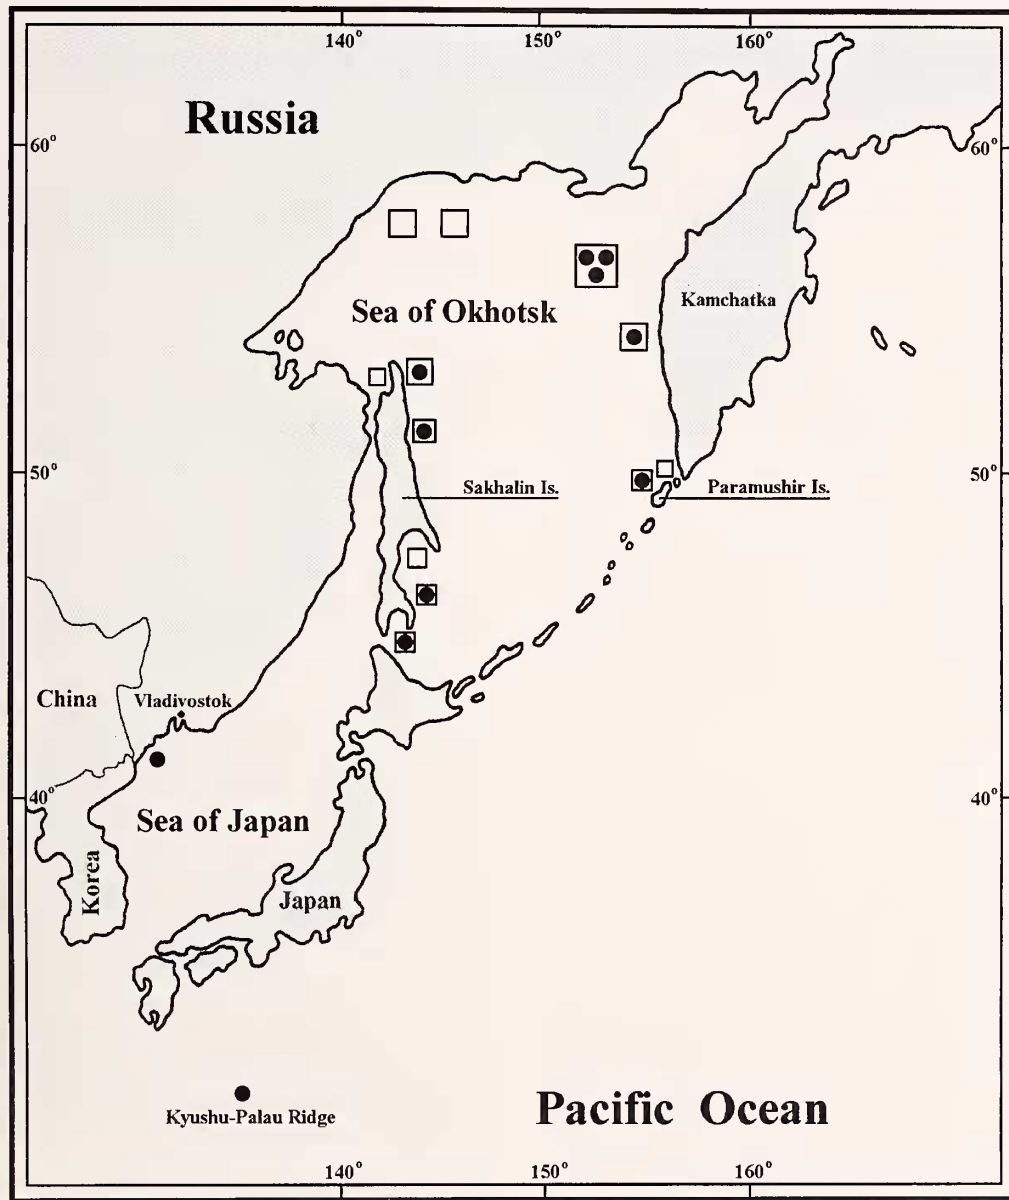 140° 150° 160°
Russia
60° 60°
Kamchatka
Sea of Okhotsk
50° 50°
Sakhalin Is. Paramushir Is.
China Vladivostok
40° 40°
Sea of Japan
Korea
Japan
Kyushu-Palau Ridge
Pacific Ocean
140° 150° 160°